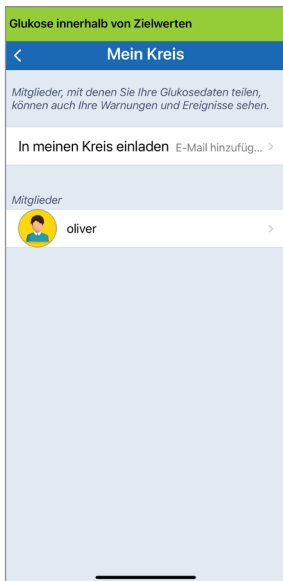 Glukose innerhalb von Zielwerten
Mein Kreis
Mitglieder, mit denen Sie Ihre Glukosedaten teilen,
können auch Ihre Warnungen und Ereignisse sehen.
In meinen Kreis einladen E-Mail hinzufüg...
Mitglieder
oliver